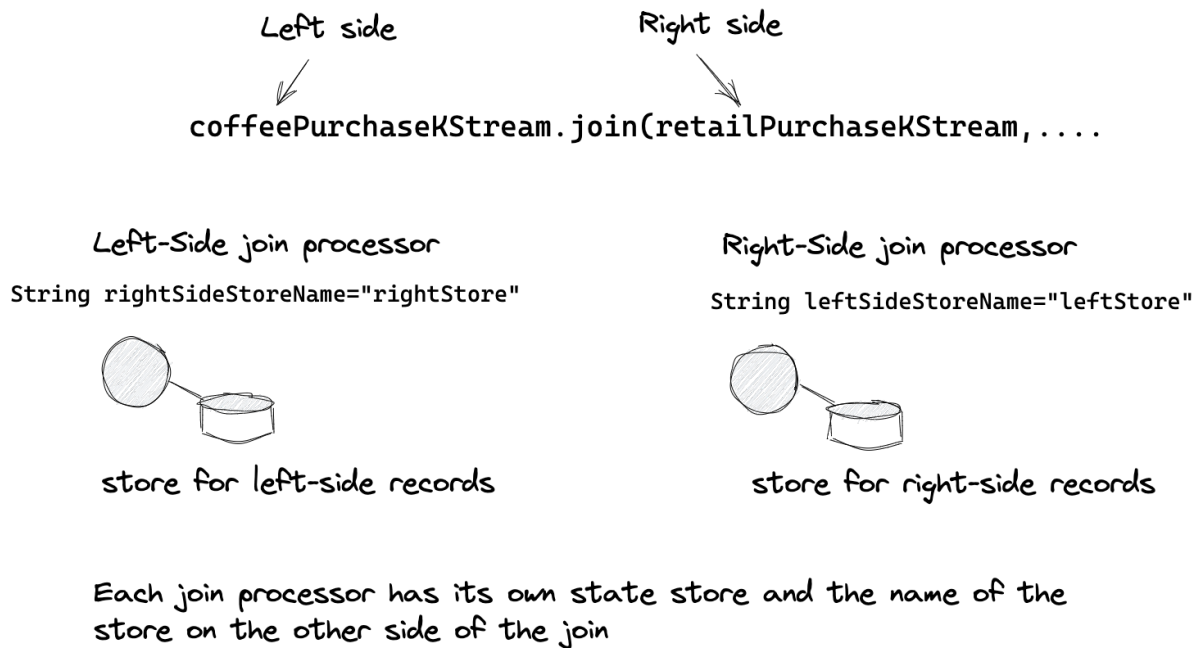 Left side
Right side
coffeePurchaseKStream.join(retailPurchaseKStream,....
Left-Side join processor
Right-Side join processor
String rightSideStoreName="rightStore"
String leftSideStoreName="leftStore"
store for left-side records
store for right-side records
Each join processor has its own state store and the name of the
store on the other side of the join